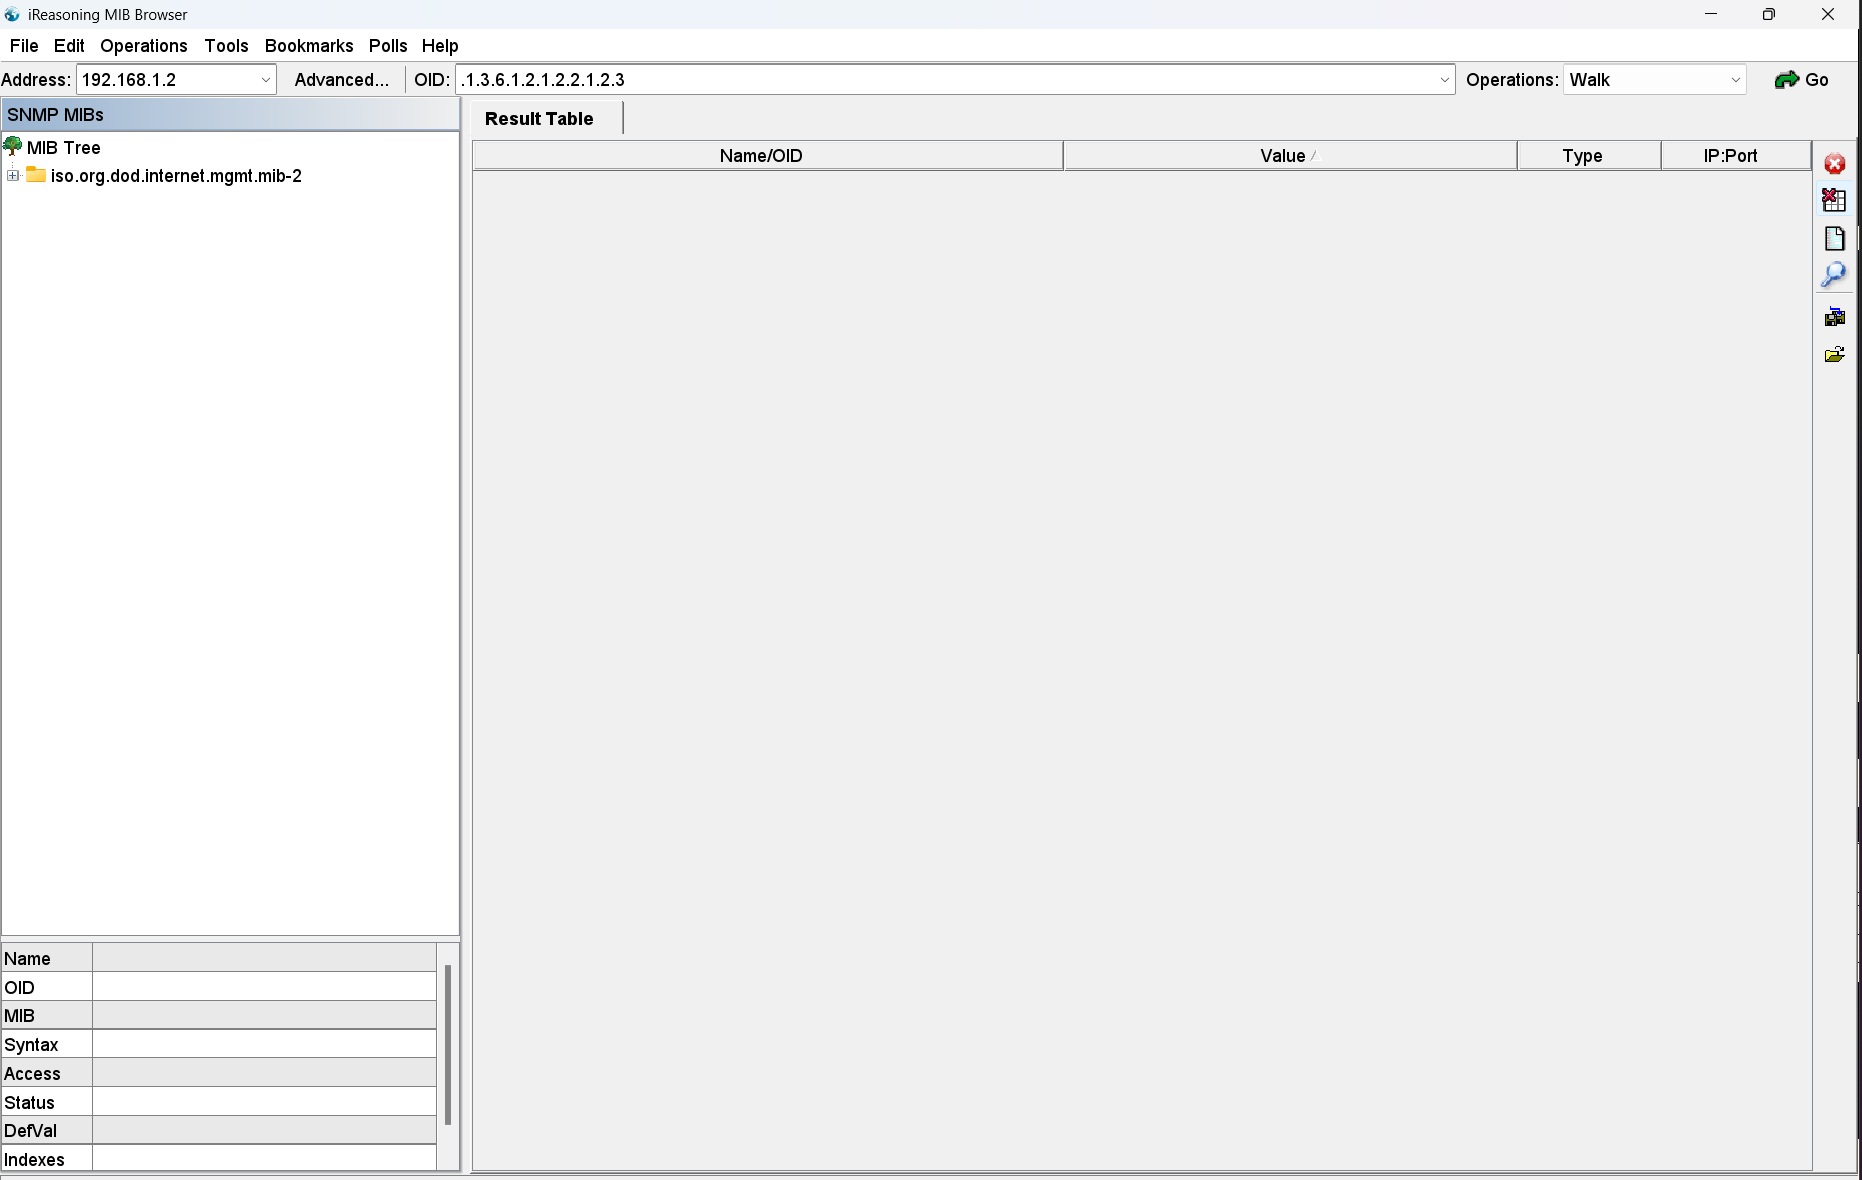 iReasoning MIB Browser
File Edit Operations Tools Bookmarks Polls Help
Address: 192.168.1.2 Advanced... OID: .1.3.6.1.2.1.2.2.1.2.3 Operations: Walk Go
SNMP MIBs
MIB Tree
iso.org.dod.internet.mgmt.mib-2
Result Table
Name/OID Value Type IP:Port
Name
OID
MIB
Syntax
Access
Status
DefVal
Indexes